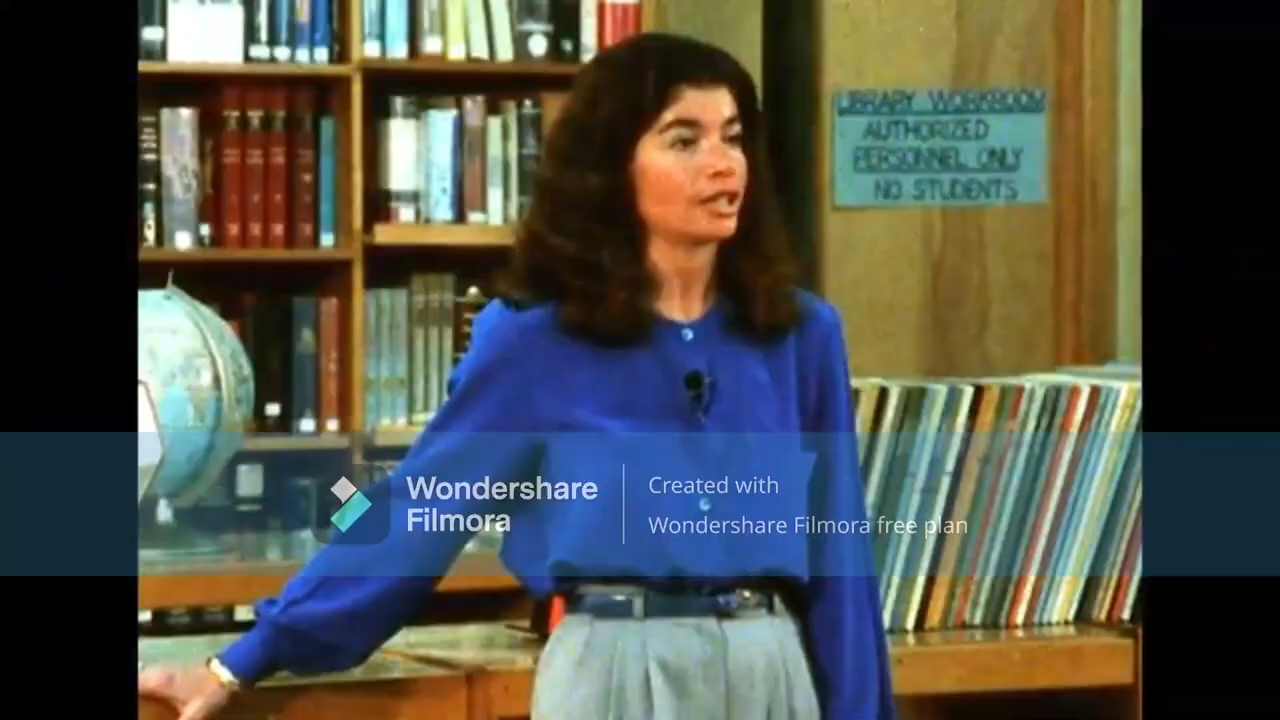 LIBRARY WORKROOM
AUTHORIZED
PERSONNEL ONLY
NO STUDENTS
Wondershare
Filmora
Created with
Wondershare Filmora free plan